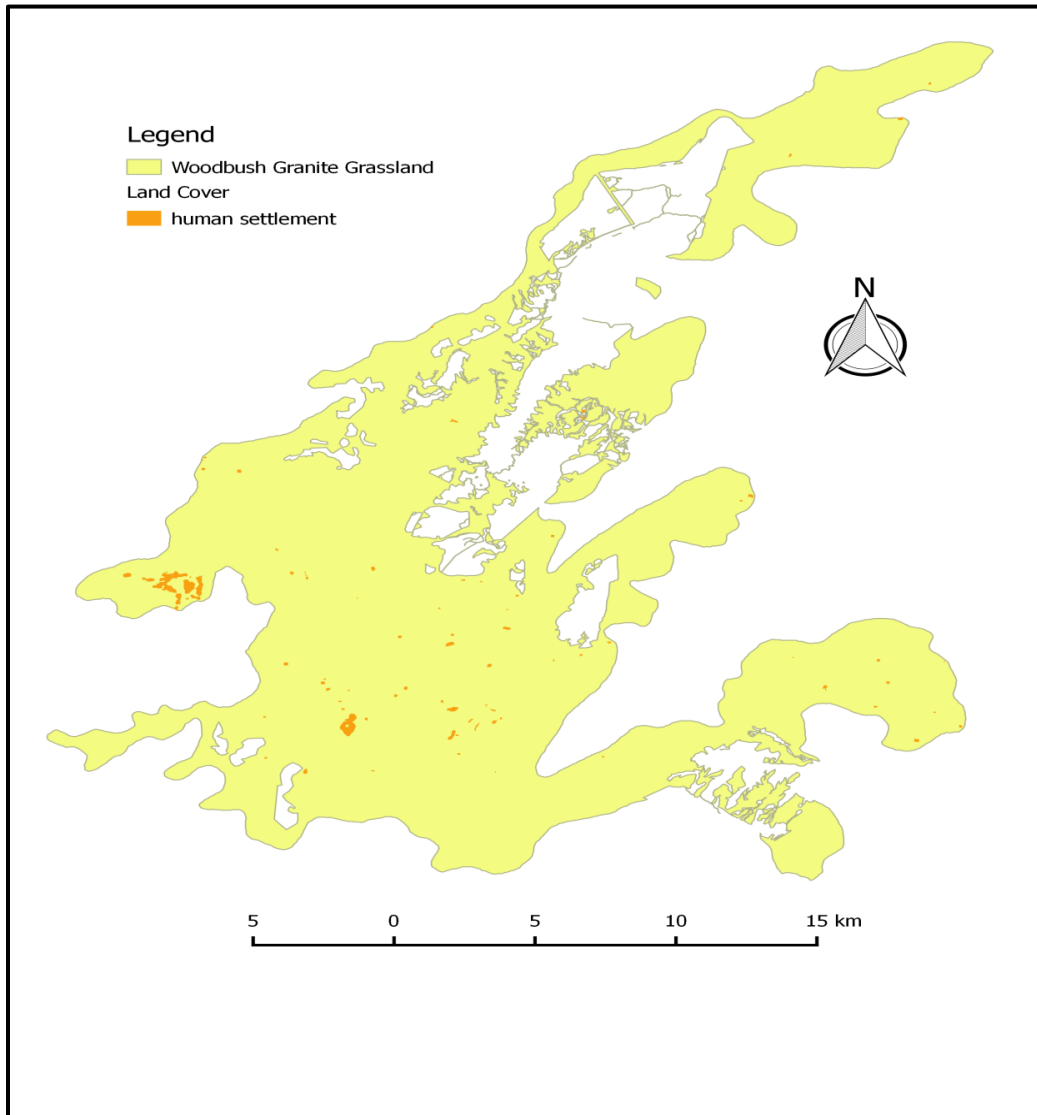 Legend
Woodbush Granite Grassland
Land Cover
human settlement
N
5 0 5 10 15 km